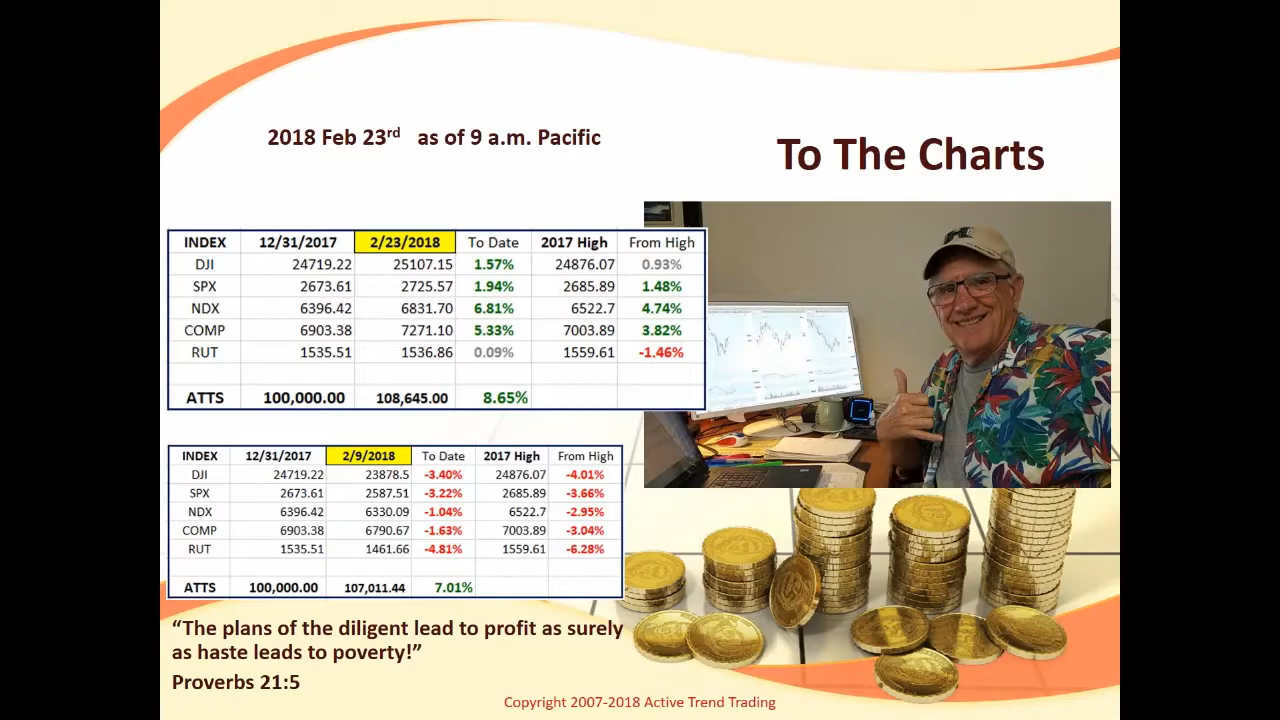 2018 Feb 23rd as of 9 a.m. Pacific
To The Charts
INDEX 12/31/2017 2/23/2018 To Date 2017 High From High
DJI 24719.22 25107.15 1.57% 24876.07 0.93%
SPX 2673.61 2725.57 1.94% 2685.89 1.48%
NDX 6396.42 6831.70 6.81% 6522.7 4.74%
COMP 6903.38 7271.10 5.33% 7003.89 3.82%
RUT 1535.51 1536.86 0.09% 1559.61 -1.46%
ATTS 100,000.00 108,645.00 8.65%
INDEX 12/31/2017 2/9/2018 To Date 2017 High From High
DJI 24719.22 23878.5 -3.40% 24876.07 -4.01%
SPX 2673.61 2587.51 -3.22% 2685.89 -3.66%
NDX 6396.42 6330.09 -1.04% 6522.7 -2.95%
COMP 6903.38 6790.67 -1.63% 7003.89 -3.04%
RUT 1535.51 1461.66 -4.81% 1559.61 -6.28%
ATTS 100,000.00 107,011.44 7.01%
“The plans of the diligent lead to profit as surely
as haste leads to poverty!”
Proverbs 21:5
Copyright 2007-2018 Active Trend Trading
H